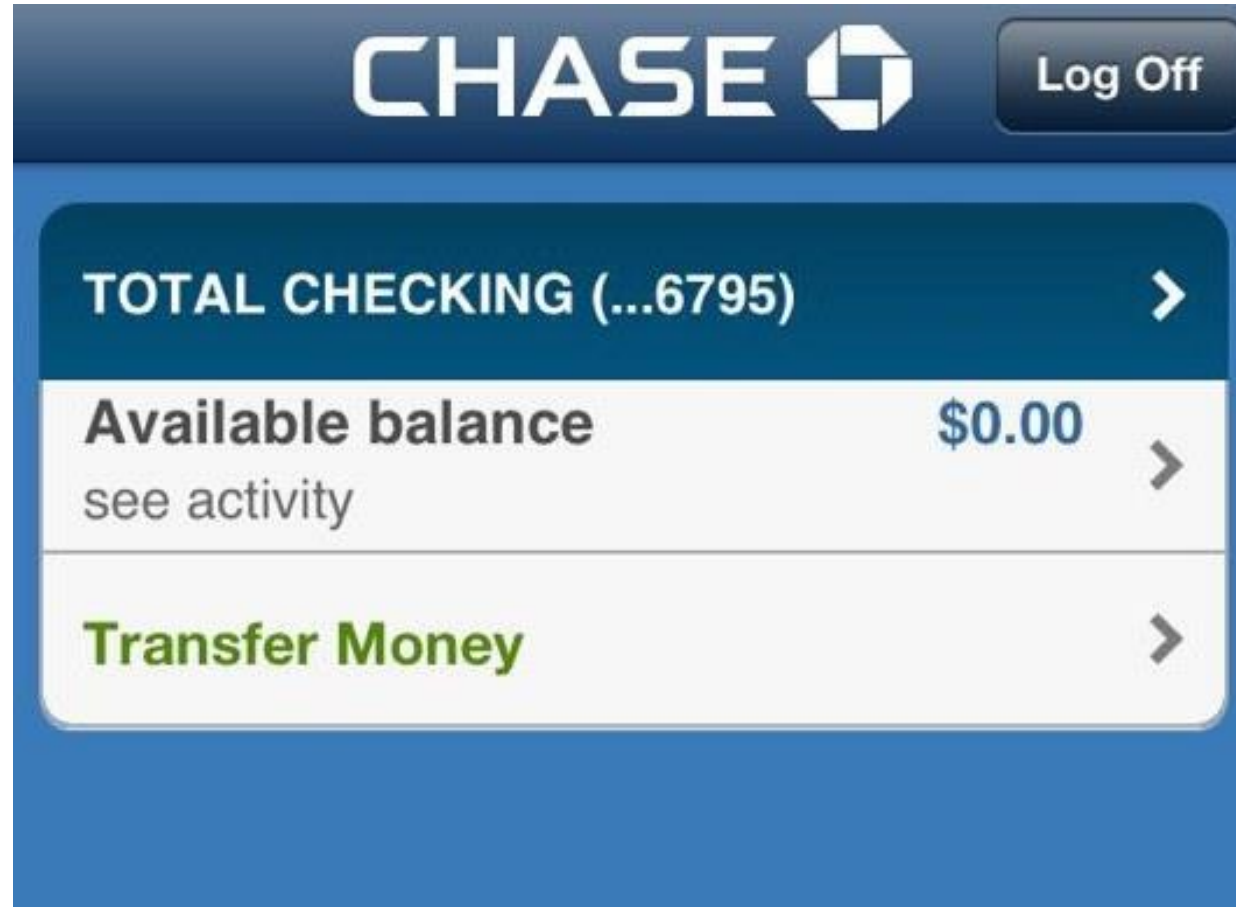 CHASE
Log Off
TOTAL CHECKING (...6795)
Available balance $0.00
see activity
Transfer Money